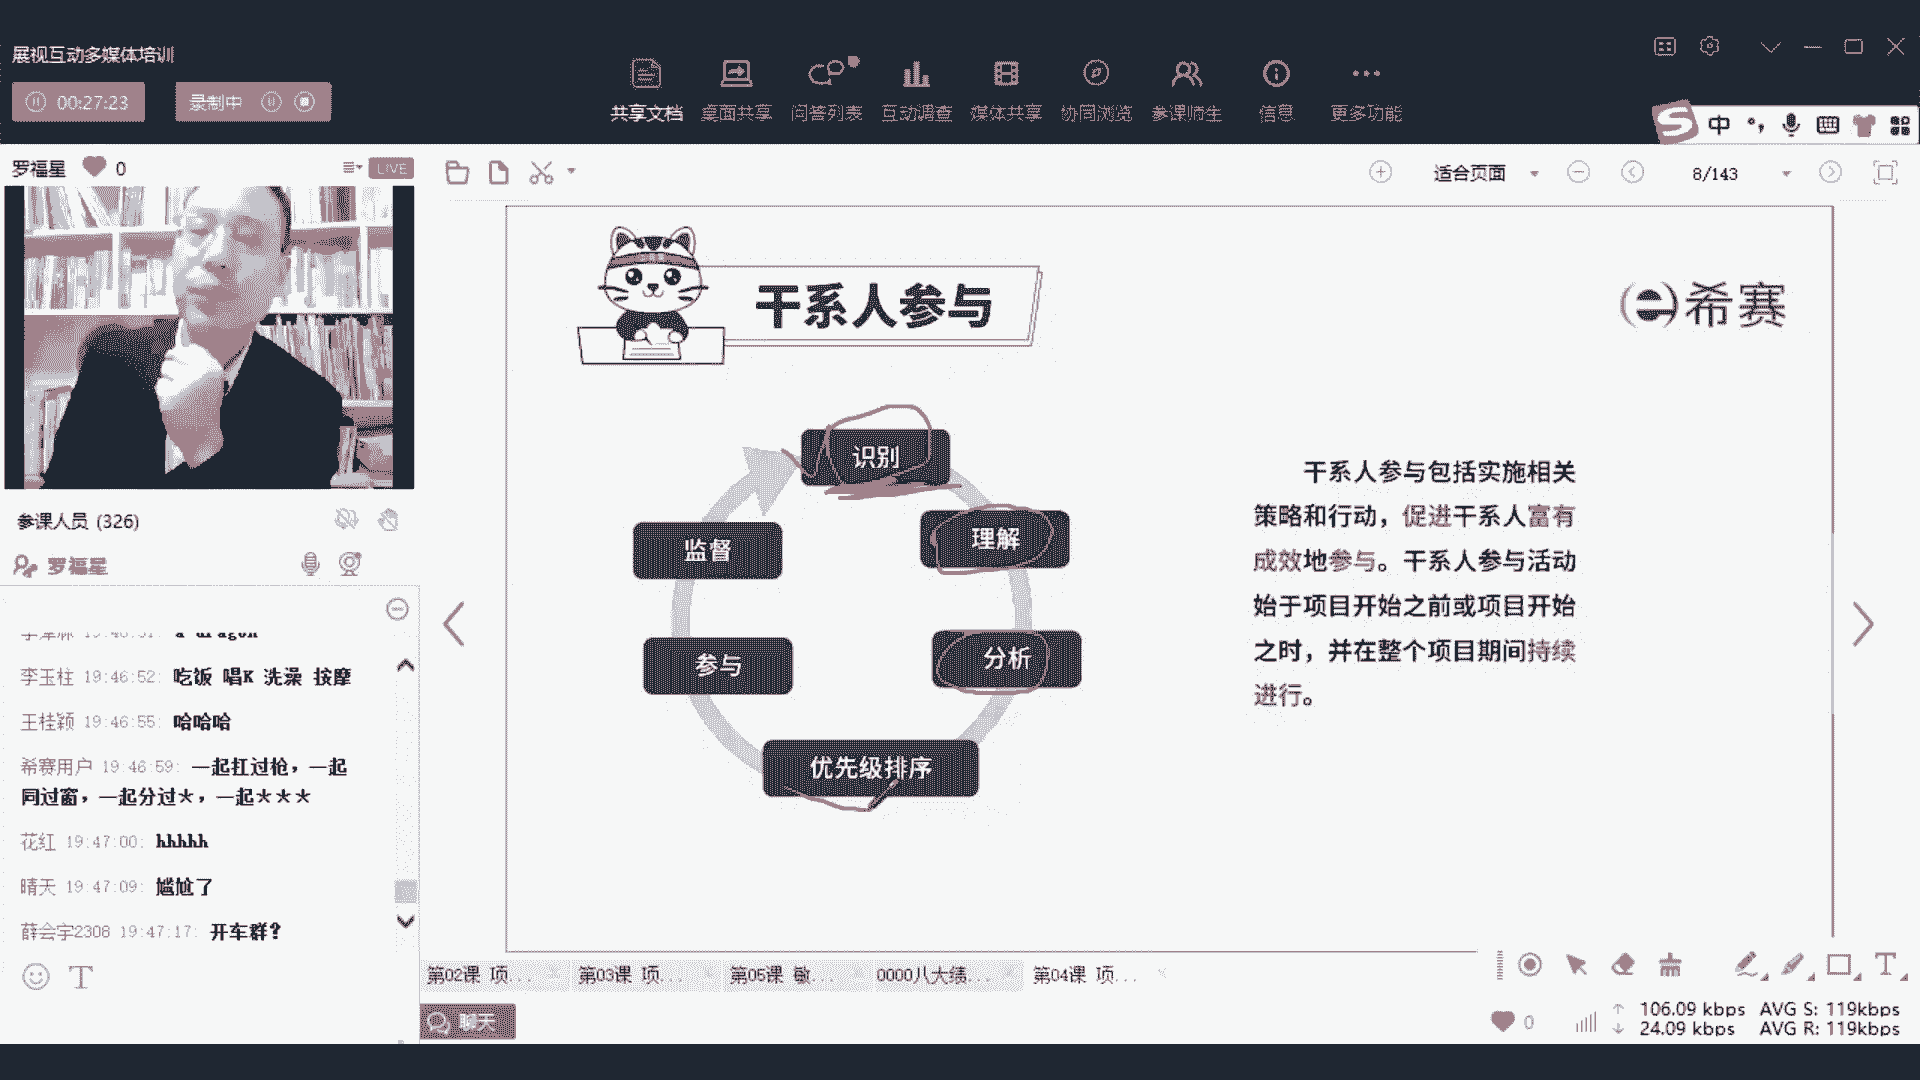 展视互动多媒体培训
00:27:23
录制中
共享文档 桌面共享 问答列表 互动调查 媒体共享 协同浏览 参课师生 信息 更多功能
中
罗福星 0
LIVE
适合页面
8/143
干系人参与
希赛
识别
理解
分析
优先级排序
参与
监督
干系人参与包括实施相关
策略和行动，促进干系人富有
成效地参与。干系人参与活动
始于项目开始之前或项目开始
之时，并在整个项目期间持续
进行。
参课人员 (326)
罗福星
李玉柱 19:46:52: 吃饭 唱K 洗澡 按摩
王桂颖 19:46:55: 哈哈哈
希赛用户 19:46:59: 一起扛过枪，一起
同过窗，一起分过★，一起★★★
花红 19:47:00: hhhhh
晴天 19:47:09: 尴尬了
薛会宇2308 19:47:17: 开车群?
第02课 项... 第03课 项... 第05课 敏... 0000八大绩... 第04课 项...
聊天
0
106.09 kbps AVG S: 119kbps
24.09 kbps AVG R: 119kbps